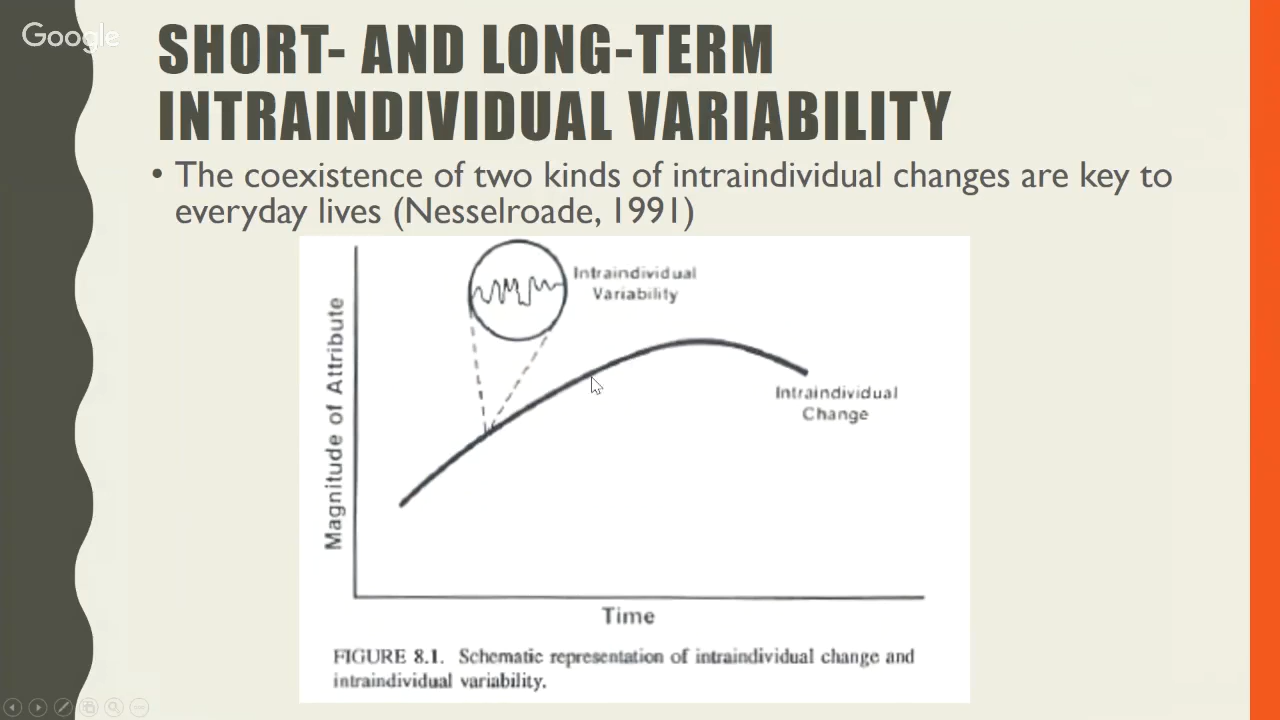 Google
SHORT- AND LONG-TERM
INTRAINDIVIDUAL VARIABILITY
• The coexistence of two kinds of intraindividual changes are key to
everyday lives (Nesselroade, 1991)
Intraindividual
Variability
Magnitude of Attribute
Intraindividual
Change
Time
FIGURE 8.1. Schematic representation of intraindividual change and
intraindividual variability.